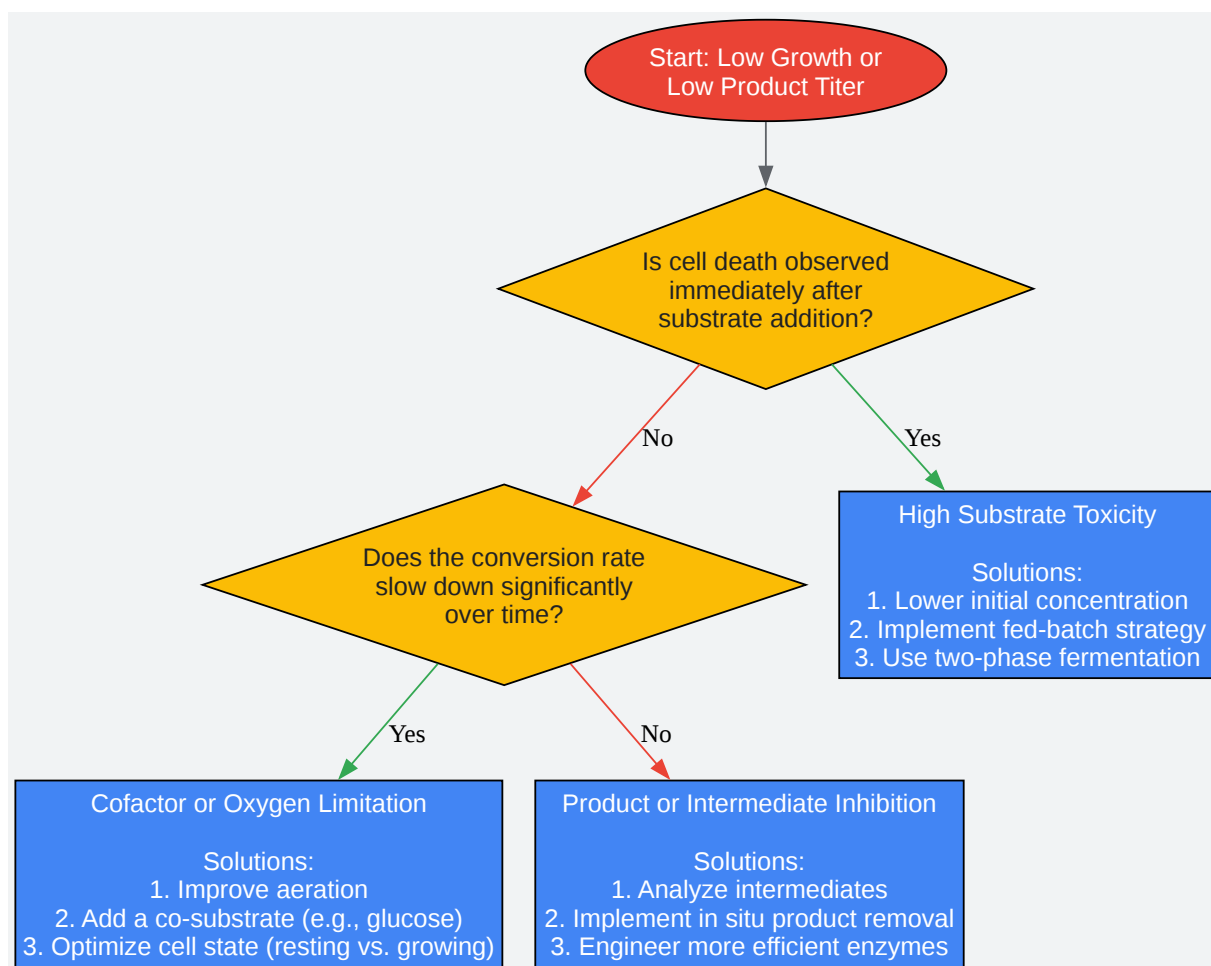 Start: Low Growth or
Low Product Titer
Is cell death observed
immediately after
substrate addition?
No
Yes
Does the conversion rate
slow down significantly
over time?
High Substrate Toxicity
Solutions:
1. Lower initial concentration
2. Implement fed-batch strategy
3. Use two-phase fermentation
Yes
No
Cofactor or Oxygen Limitation
Solutions:
1. Improve aeration
2. Add a co-substrate (e.g., glucose)
3. Optimize cell state (resting vs. growing)
Product or Intermediate Inhibition
Solutions:
1. Analyze intermediates
2. Implement in situ product removal
3. Engineer more efficient enzymes